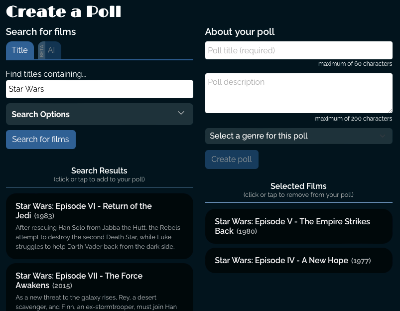 Create a Poll
Search for films
Title
AI
Find titles containing...
Star Wars
Search Options
Search for films
Search Results
(click or tap to add to your poll)
Star Wars: Episode VI - Return of the
Jedi (1983)
After rescuing Han Solo from Jabba the Hutt, the Rebels
attempt to destroy the second Death Star, while Luke
struggles to help Darth Vader back from the dark side.
Star Wars: Episode VII - The Force
Awakens (2015)
As a new threat to the galaxy rises, Rey, a desert
scavenger, and Finn, an ex-stormtrooper, must join Han
About your poll
Poll title (required)
maximum of 60 characters
Poll description
maximum of 200 characters
Select a genre for this poll
Create poll
Selected Films
(click or tap to remove from your poll)
Star Wars: Episode V - The Empire Strikes
Back (1980)
Star Wars: Episode IV - A New Hope (1977)